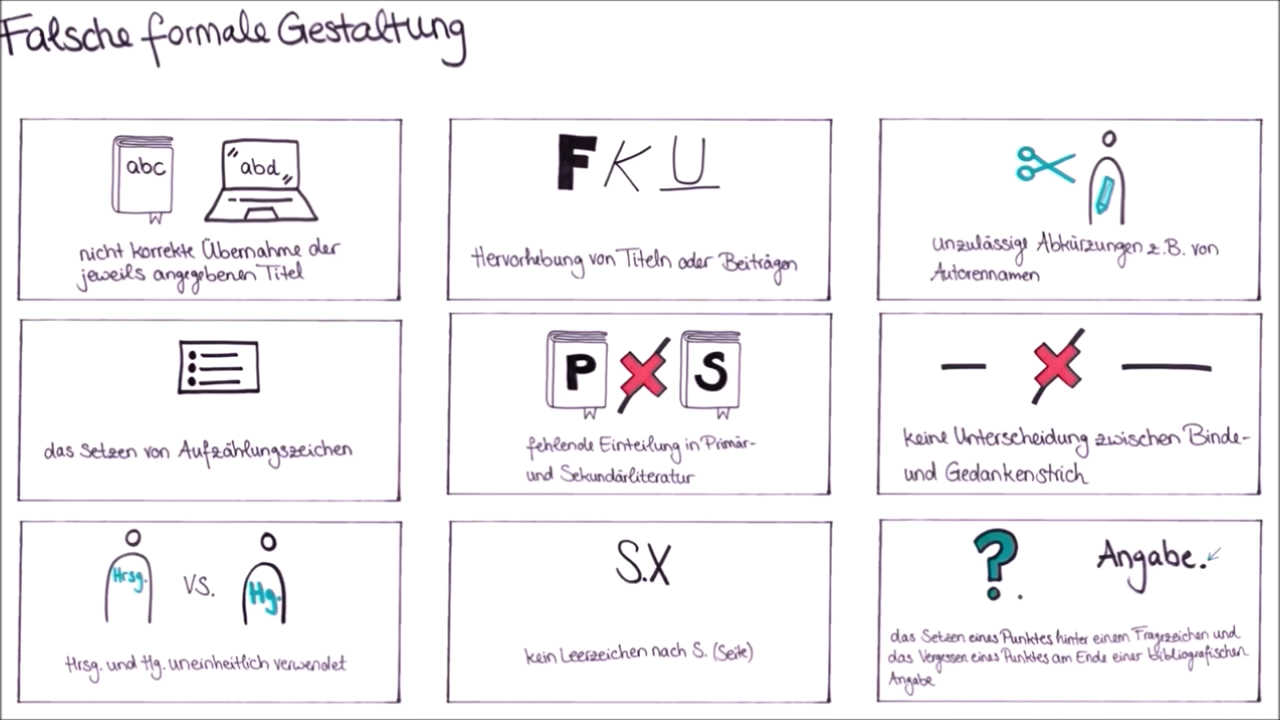 Falsche formale Gestaltung
abc
abd
nicht korrekte Übernahme der
jeweils angegebenen Titel
F K U
Hervorhebung von Titeln oder Beiträgen
unzulässige Abkürzungen z.B. von
Autorennamen
das Setzen von Aufzählungszeichen
P S
fehlende Einteilung in Primär-
und Sekundärliteratur
keine Unterscheidung zwischen Binde-
und Gedankenstrich
Hrsg. vs. Hg.
Hrsg. und Hg. uneinheitlich verwendet
S.X
kein Leerzeichen nach S. (Seite)
? . Angabe.
das Setzen eines Punktes hinter einem Fragezeichen und
das Vergessen eines Punktes am Ende einer bibliografischen
Angabe